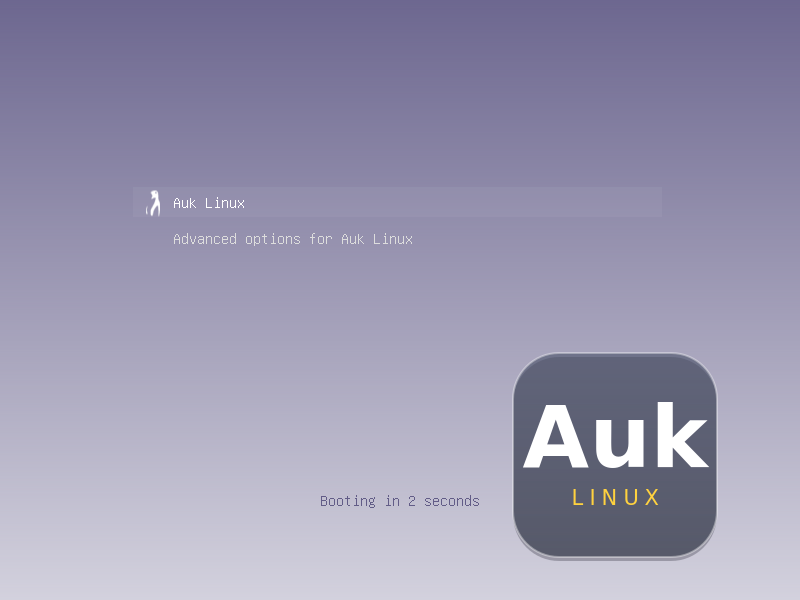 Auk Linux
Advanced options for Auk Linux
Auk
LINUX
Booting in 2 seconds